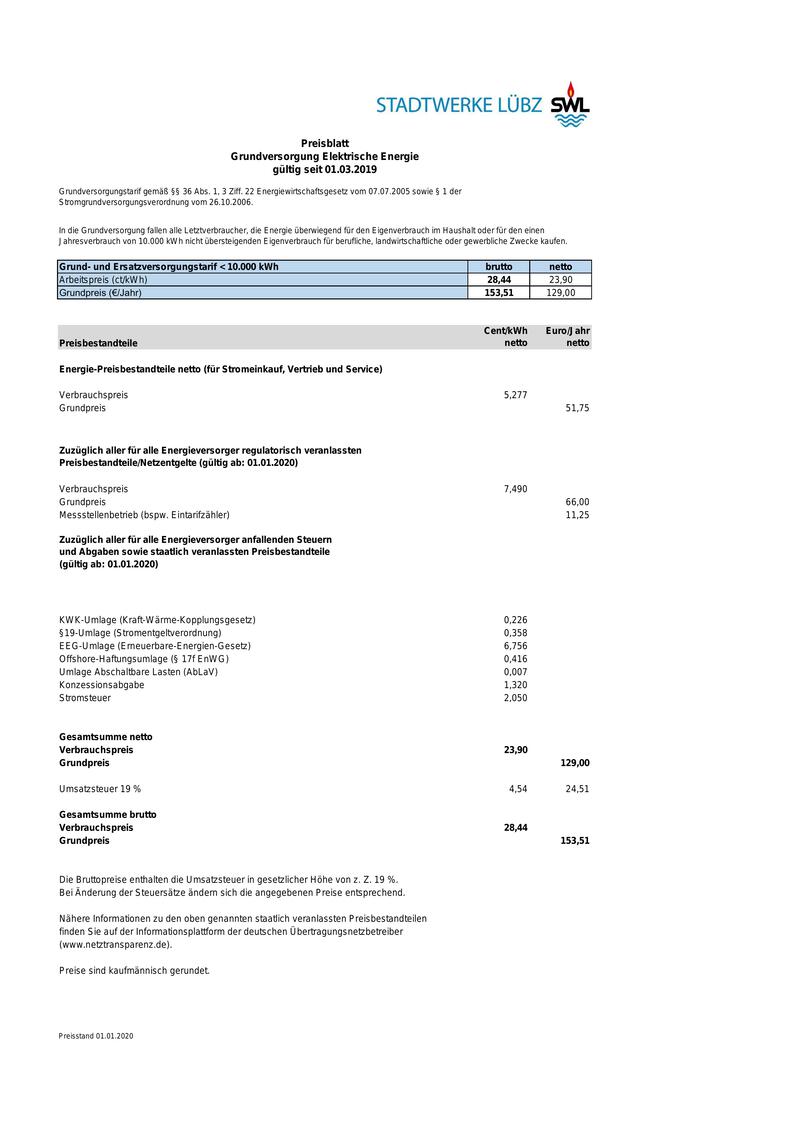 STADTWERKE LÜBZ SWL
Preisblatt
Grundversorgung Elektrische Energie
gültig seit 01.03.2019
Grundversorgungstarif gemäß §§ 36 Abs. 1, 3 Ziff. 22 Energiewirtschaftsgesetz vom 07.07.2005 sowie § 1 der
Stromgrundversorgungsverordnung vom 26.10.2006.
In die Grundversorgung fallen alle Letztverbraucher, die Energie überwiegend für den Eigenverbrauch im Haushalt oder für den einen
Jahresverbrauch von 10.000 kWh nicht übersteigenden Eigenverbrauch für berufliche, landwirtschaftliche oder gewerbliche Zwecke kaufen.
Grund- und Ersatzversorgungstarif < 10.000 kWh brutto netto
Arbeitspreis (ct/kWh) 28,44 23,90
Grundpreis (€/Jahr) 153,51 129,00
Cent/kWh Euro/Jahr
Preisbestandteile netto netto
Energie-Preisbestandteile netto (für Stromeinkauf, Vertrieb und Service)
Verbrauchspreis 5,277
Grundpreis 51,75
Zuzüglich aller für alle Energieversorger regulatorisch veranlassten
Preisbestandteile/Netzentgelte (gültig ab: 01.01.2020)
Verbrauchspreis 7,490
Grundpreis 66,00
Messstellenbetrieb (bspw. Eintarifzähler) 11,25
Zuzüglich aller für alle Energieversorger anfallenden Steuern
und Abgaben sowie staatlich veranlassten Preisbestandteile
(gültig ab: 01.01.2020)
KWK-Umlage (Kraft-Wärme-Kopplungsgesetz) 0,226
§19-Umlage (Stromentgeltverordnung) 0,358
EEG-Umlage (Erneuerbare-Energien-Gesetz) 6,756
Offshore-Haftungsumlage (§ 17f EnWG) 0,416
Umlage Abschaltbare Lasten (AbLaV) 0,007
Konzessionsabgabe 1,320
Stromsteuer 2,050
Gesamtsumme netto
Verbrauchspreis 23,90
Grundpreis 129,00
Umsatzsteuer 19 % 4,54 24,51
Gesamtsumme brutto
Verbrauchspreis 28,44
Grundpreis 153,51
Die Bruttopreise enthalten die Umsatzsteuer in gesetzlicher Höhe von z. Z. 19 %.
Bei Änderung der Steuersätze ändern sich die angegebenen Preise entsprechend.
Nähere Informationen zu den oben genannten staatlich veranlassten Preisbestandteilen
finden Sie auf der Informationsplattform der deutschen Übertragungsnetzbetreiber
(www.netztransparenz.de).
Preise sind kaufmännisch gerundet.
Preisstand 01.01.2020